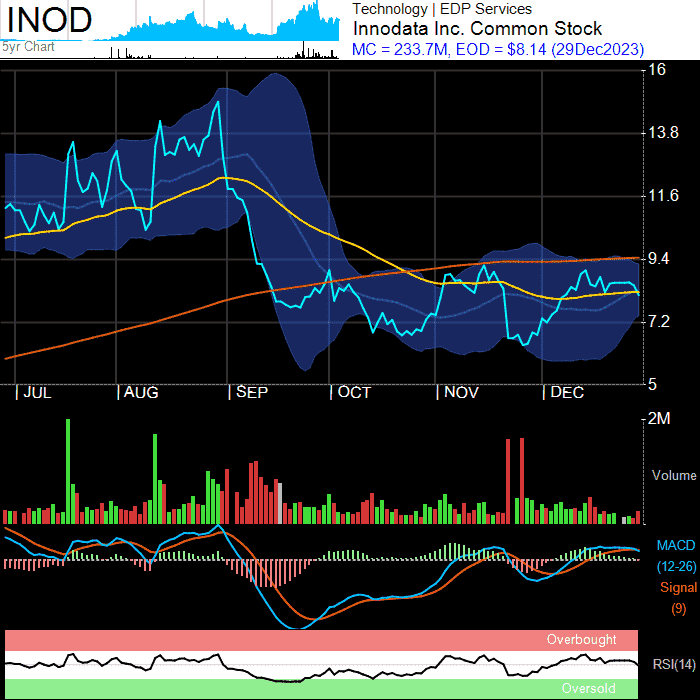 INOD
5yr Chart
Technology | EDP Services
Innodata Inc. Common Stock
MC = 233.7M, EOD = $8.14 (29Dec2023)
16
13.8
11.6
9.4
7.2
5
JUL AUG SEP OCT NOV DEC
2M
Volume
MACD
(12-26)
Signal
(9)
Overbought
RSI(14)
Oversold